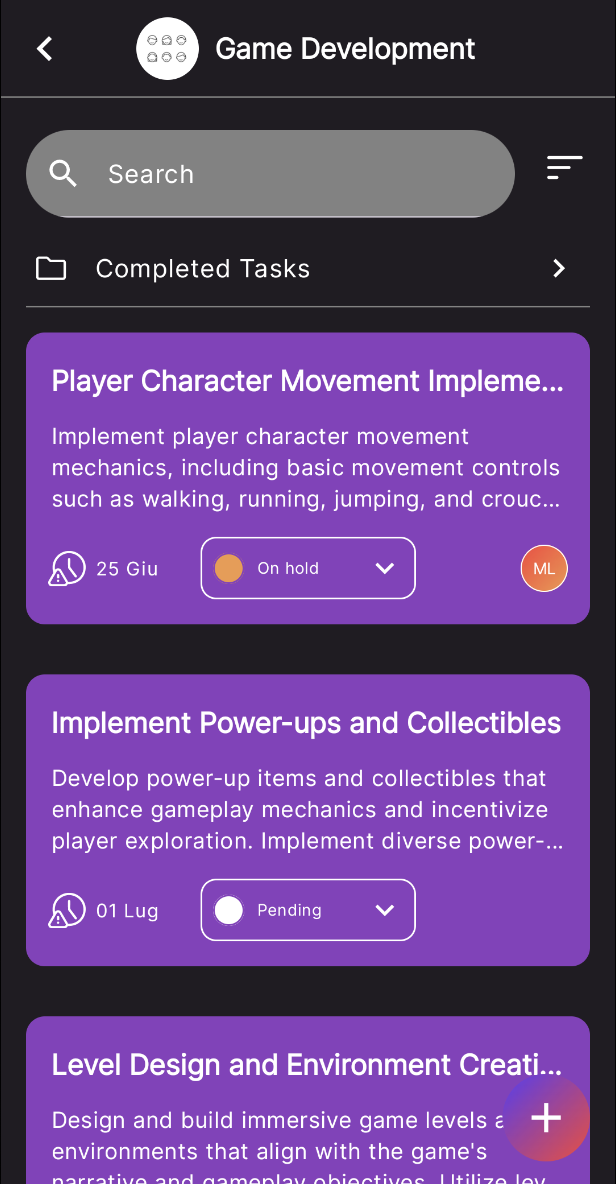 Game Development
Search
Completed Tasks
Player Character Movement Impleme...
Implement player character movement
mechanics, including basic movement controls
such as walking, running, jumping, and crouc...
25 Giu
On hold
ML
Implement Power-ups and Collectibles
Develop power-up items and collectibles that
enhance gameplay mechanics and incentivize
player exploration. Implement diverse power-...
01 Lug
Pending
Level Design and Environment Creati...
Design and build immersive game levels
environments that align with the game's
narrative and gameplay objectives. Utilize lev...